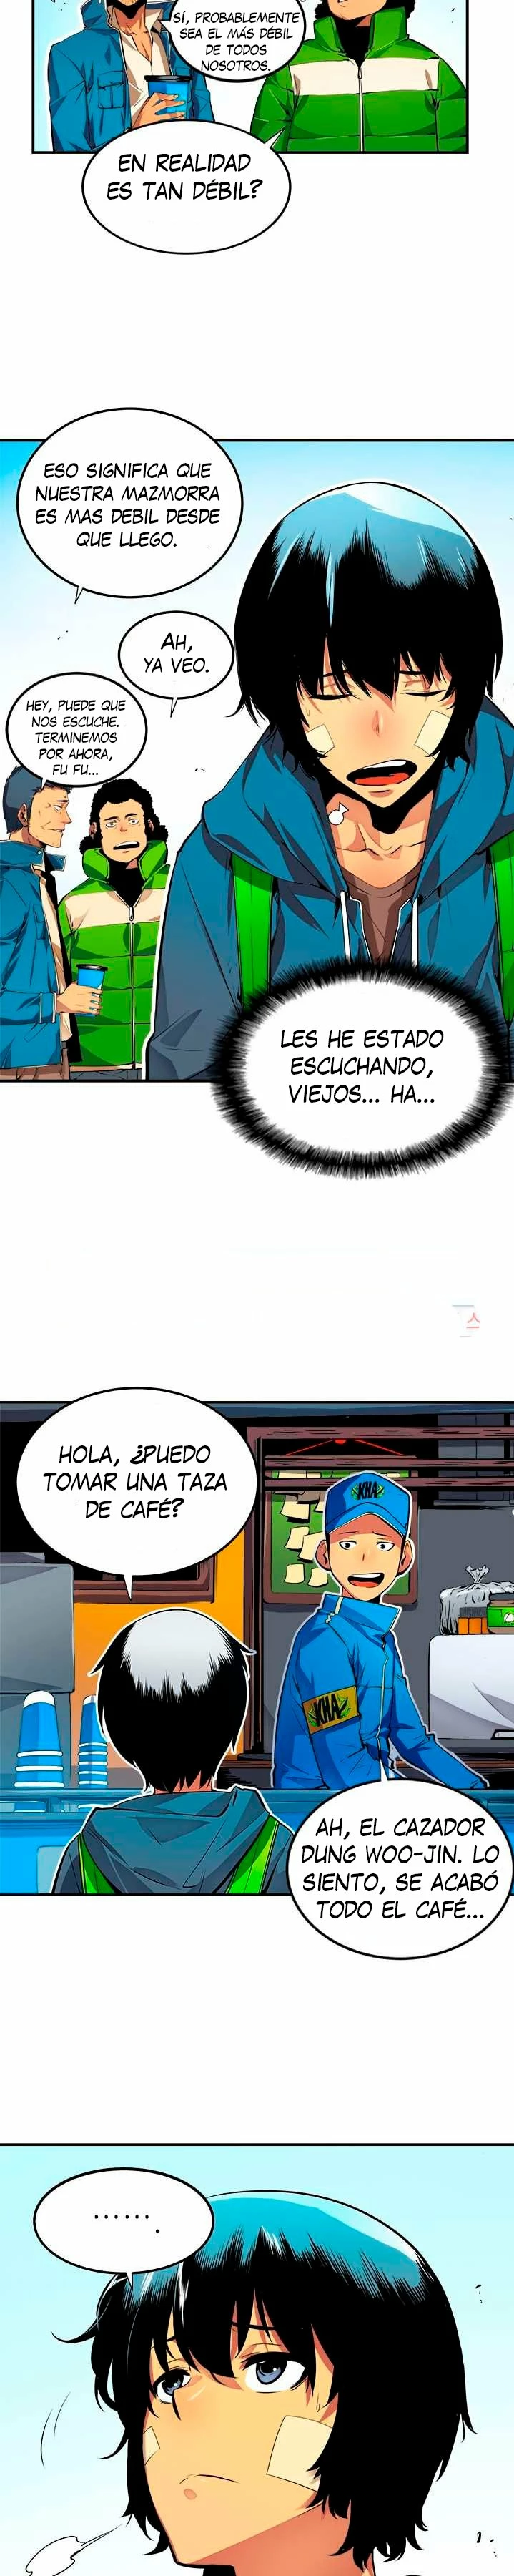 SÍ, PROBABLEMENTE
SEA EL MÁS DÉBIL
DE TODOS
NOSOTROS.
EN REALIDAD
ES TAN DÉBIL?
ESO SIGNIFICA QUE
NUESTRA MAZMORRA
ES MAS DEBIL DESDE
QUE LLEGO.
AH,
YA VEO.
HEY, PUEDE QUE
NOS ESCUCHE.
TERMINEMOS
POR AHORA,
FU FU...
LES HE ESTADO
ESCUCHANDO,
VIEJOS... HA...
스
HOLA, ¿PUEDO
TOMAR UNA TAZA
DE CAFÉ?
KHA
KHA
AH, EL CAZADOR
DUNG WOO-JIN. LO
SIENTO, SE ACABÓ
TODO EL CAFÉ...
.......